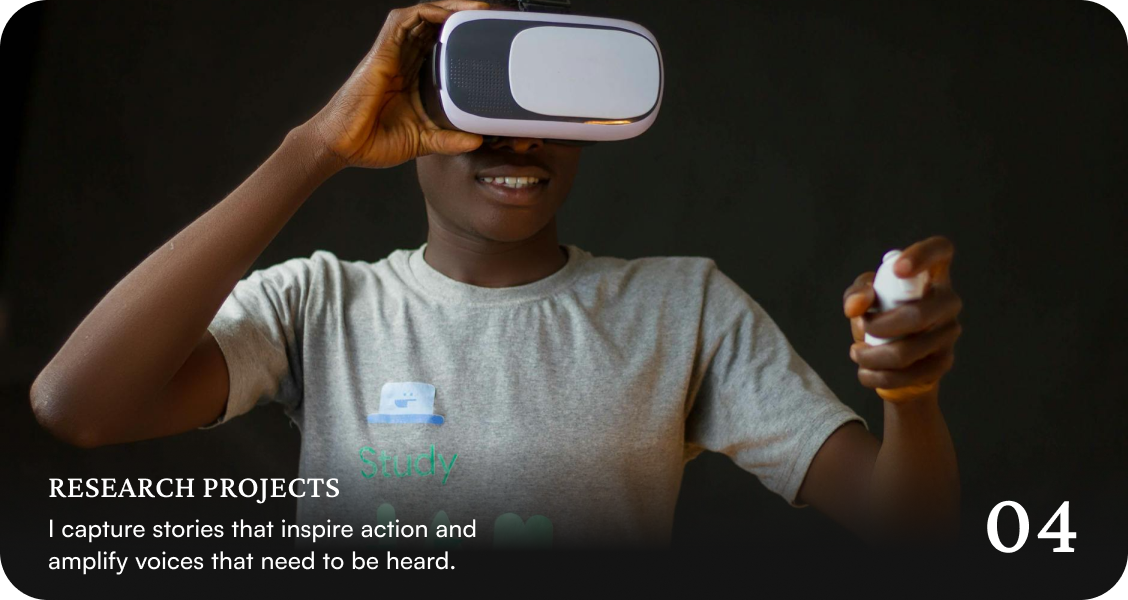 Study
RESEARCH PROJECTS
I capture stories that inspire action and
amplify voices that need to be heard.
04